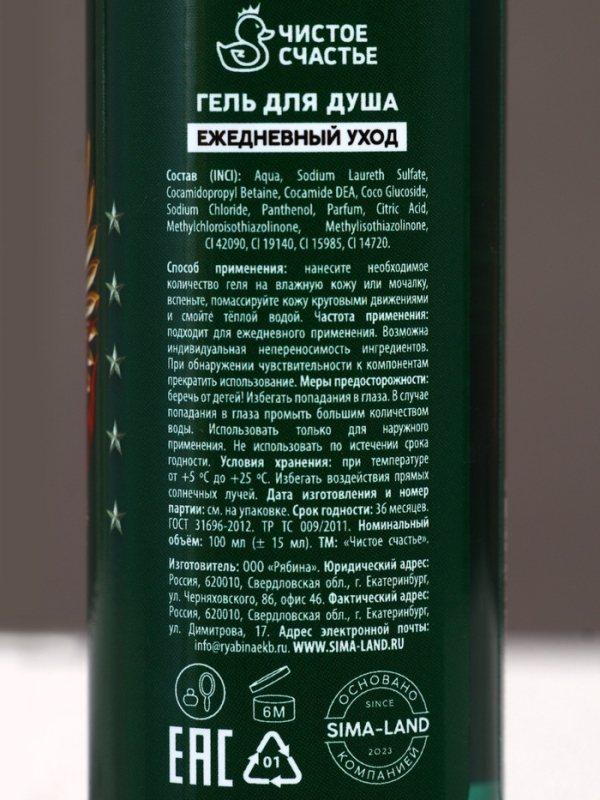 ЧИСТОЕ
СЧАСТЬЕ
ГЕЛЬ ДЛЯ ДУША
ЕЖЕДНЕВНЫЙ УХОД
Состав (INCI): Aqua, Sodium Laureth Sulfate,
Cocamidopropyl Betaine, Cocamide DEA, Coco Glucoside,
Sodium Chloride, Panthenol, Parfum, Citric Acid,
Methylchloroisothiazolinone, Methylisothiazolinone,
CI 42090, CI 19140, CI 15985, CI 14720.
Способ применения: нанесите необходимое
количество геля на влажную кожу или мочалку,
вспеньте, помассируйте кожу круговыми движениями
и смойте тёплой водой. Частота применения:
подходит для ежедневного применения. Возможна
индивидуальная непереносимость ингредиентов.
При обнаружении чувствительности к компонентам
прекратить использование. Меры предосторожности:
беречь от детей! Избегать попадания в глаза. В случае
попадания в глаза промыть большим количеством
воды. Использовать только для наружного
применения. Не использовать по истечении срока
годности. Условия хранения: при температуре
от +5 °С до +25 °С. Избегать воздействия прямых
солнечных лучей. Дата изготовления и номер
партии: см. на упаковке. Срок годности: 36 месяцев.
ГОСТ 31696-2012. ТР ТС 009/2011. Номинальный
объём: 100 мл (± 15 мл). ТМ: «Чистое счастье».
Изготовитель: ООО «Рябина». Юридический адрес:
Россия, 620010, Свердловская обл., г. Екатеринбург,
ул. Черняховского, 86, офис 46. Фактический адрес:
Россия, 620010, Свердловская обл., г. Екатеринбург,
ул. Димитрова, 17. Адрес электронной почты:
info@ryabinaekb.ru. WWW.SIMA-LAND.RU
6M
ОСНОВАНО
SINCE
SIMA-LAND
2023
КОМПАНИЕЙ
EAC
01